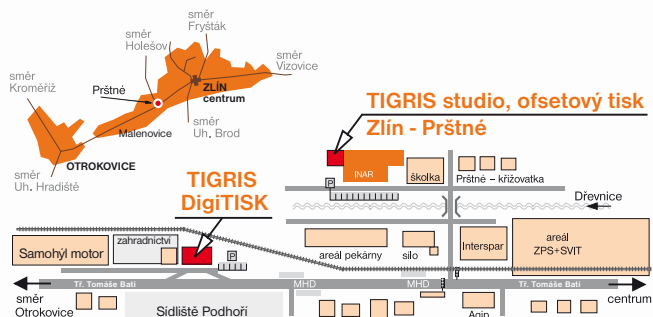 směr
Fryšták
směr
Holešov
směr
Vizovice
směr
Kroměříž
Prštné
ZLÍN
centrum
Malenovice
směr
Uh. Brod
OTROKOVICE
směr
Uh. Hradiště
TIGRIS studio, ofsetový tisk
Zlín - Prštné
INAR
školka
Prštné – křižovatka
P
Dřevnice
TIGRIS
DigiTISK
Samohýl motor
zahradnictví
P
areál pekárny
silo
Interspar
areál
ZPS+SVIT
Tř. Tomáše Bati
MHD
MHD
Tř. Tomáše Bati
směr
Otrokovice
centrum
Sídliště Podhoří
Agip